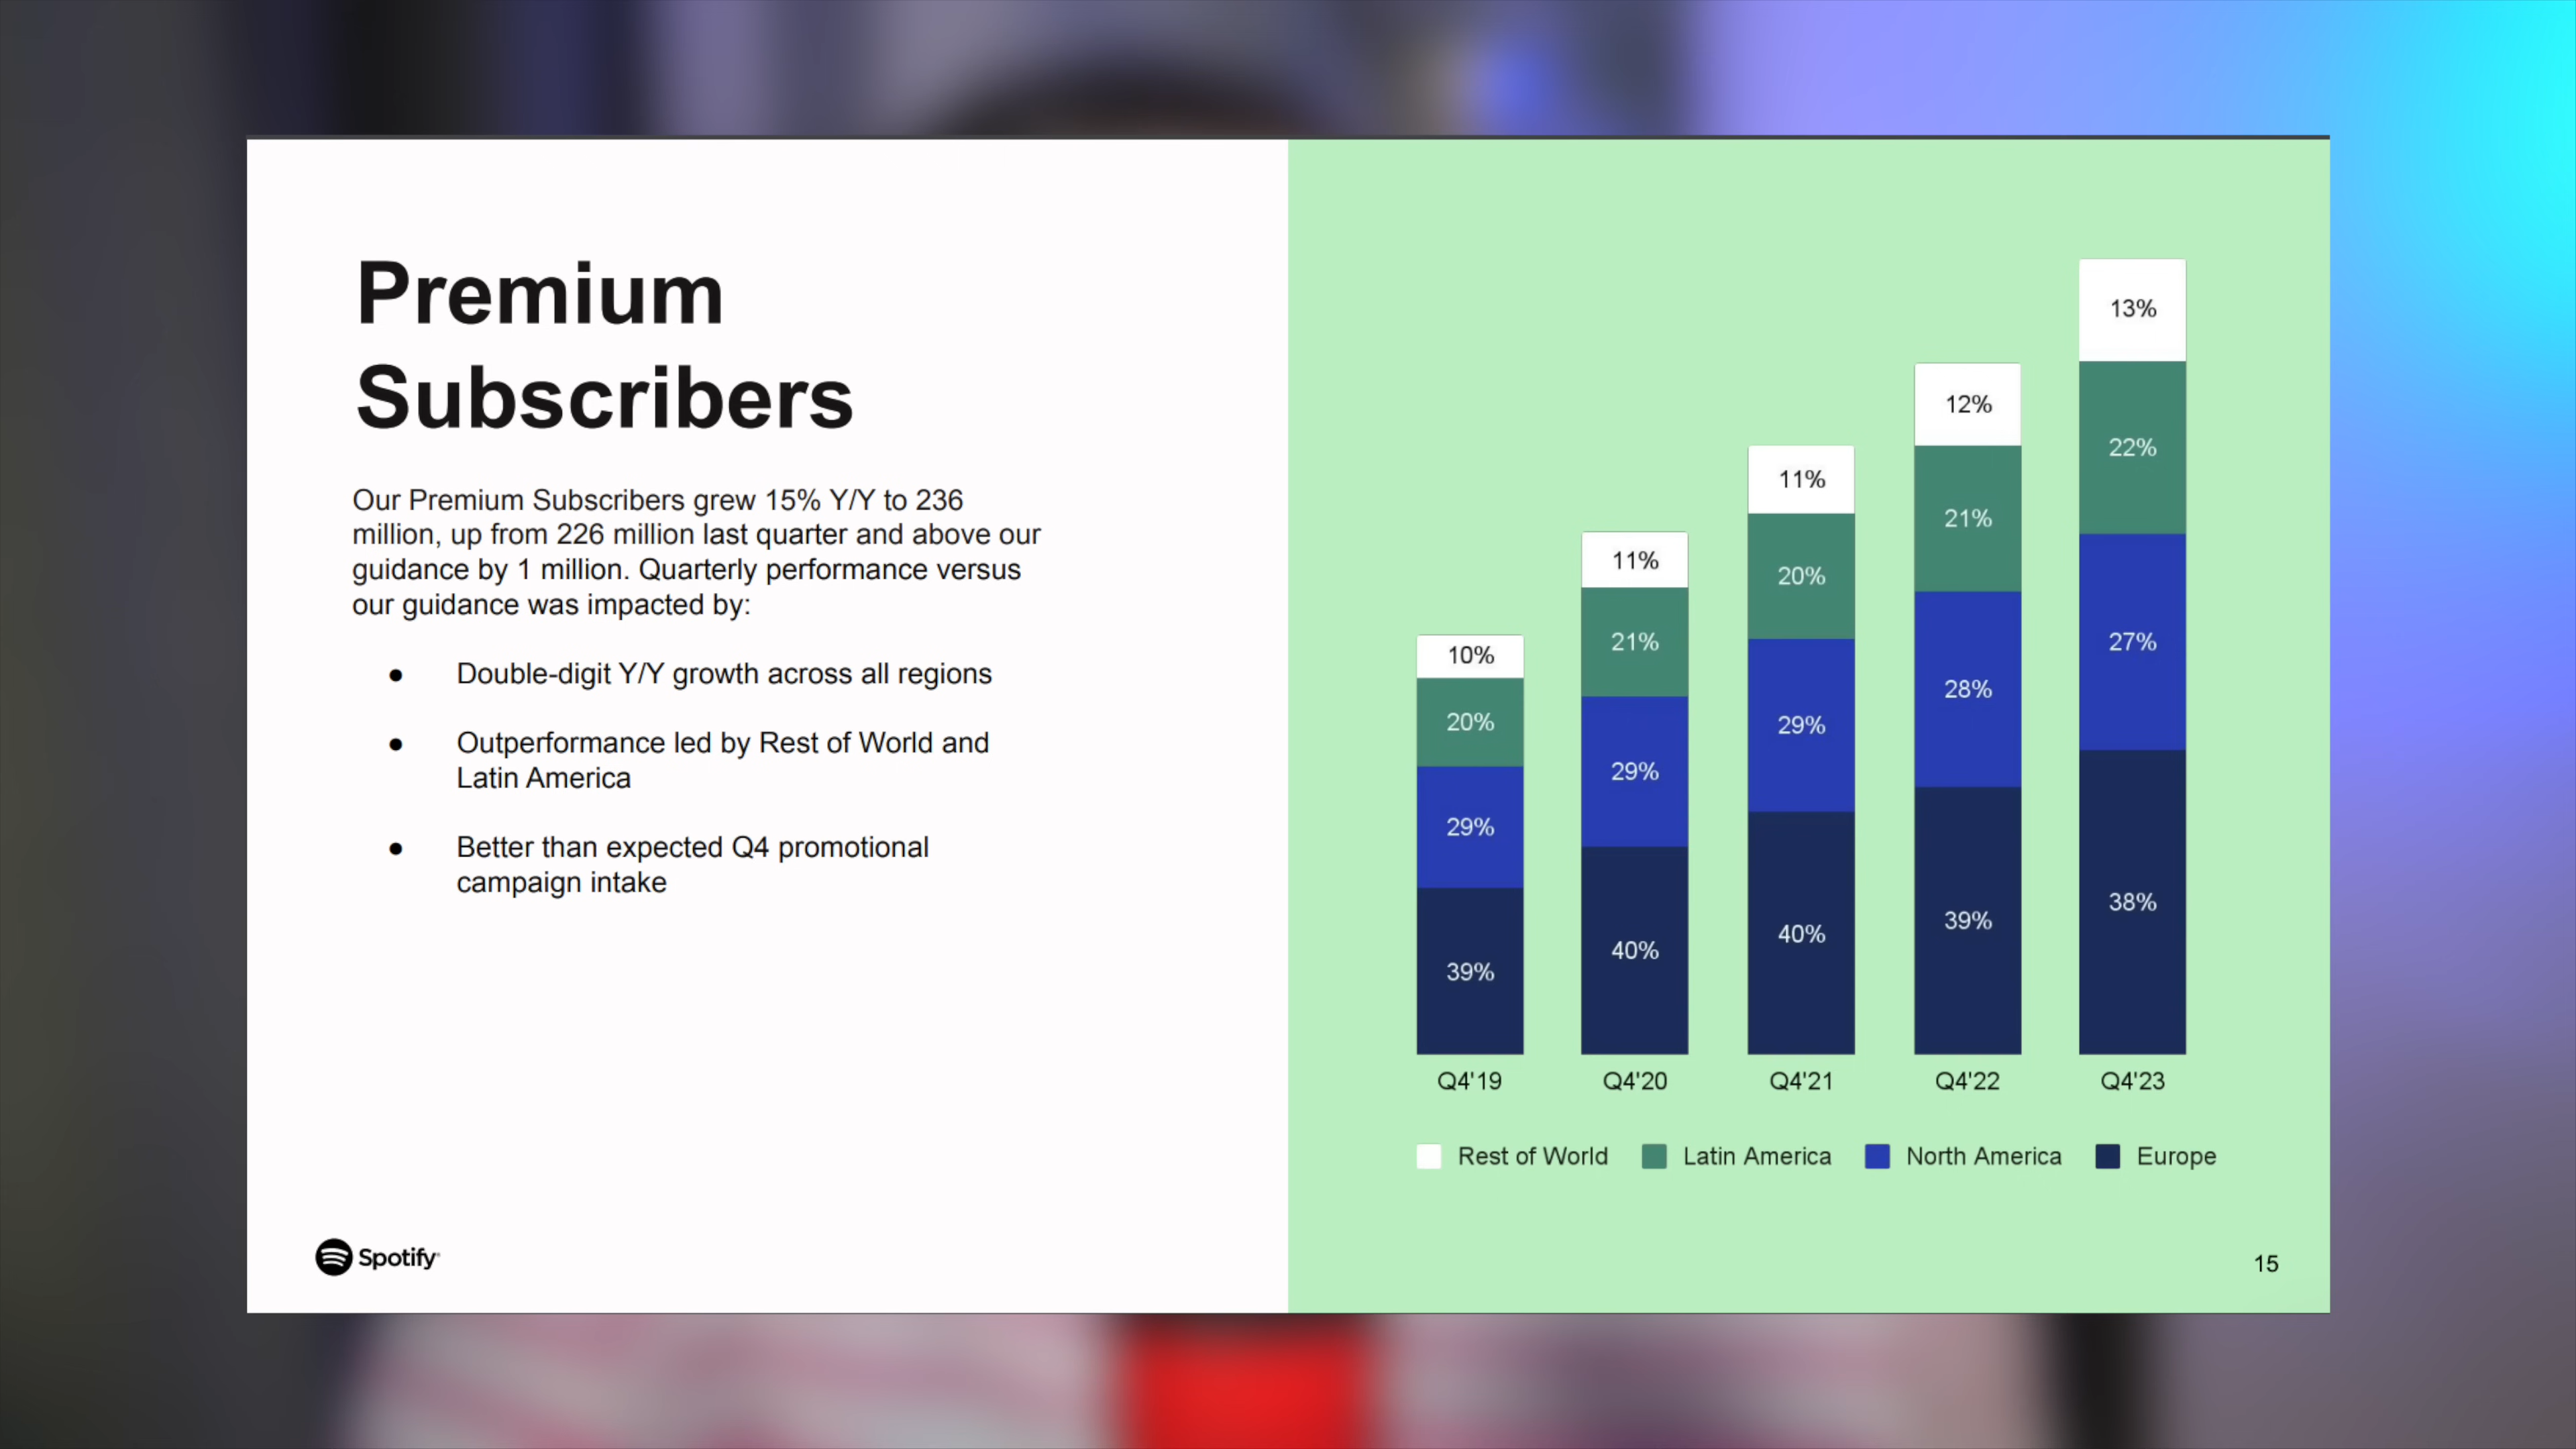 Premium
Subscribers
Our Premium Subscribers grew 15% Y/Y to 236
million, up from 226 million last quarter and above our
guidance by 1 million. Quarterly performance versus
our guidance was impacted by:
● Double-digit Y/Y growth across all regions
● Outperformance led by Rest of World and
Latin America
● Better than expected Q4 promotional
campaign intake
Spotify
10%
20%
29%
39%
11%
21%
29%
40%
11%
20%
29%
40%
12%
21%
28%
39%
13%
22%
27%
38%
Q4'19 Q4'20 Q4'21 Q4'22 Q4'23
Rest of World Latin America North America Europe
15